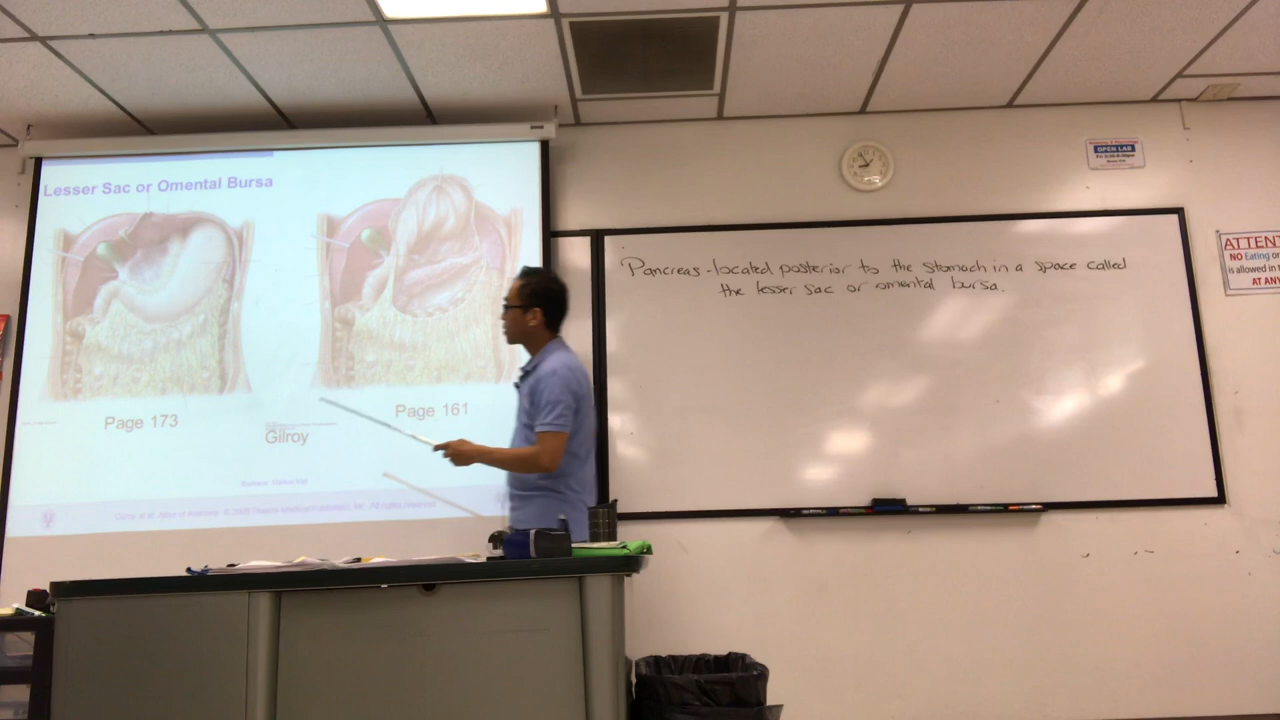 Lesser Sac or Omental Bursa
Page 173
Page 161
Gilroy
Pancreas - located posterior to the stomach in a space called
the lesser sac or omental bursa.
OPEN LAB
ATTENT
NO Eating or
is allowed in t
AT ANY